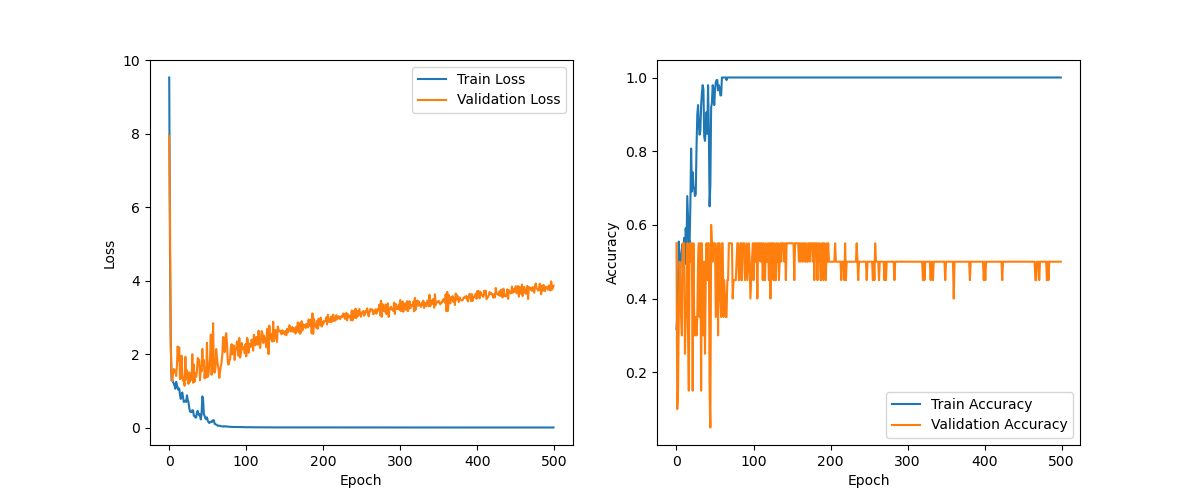 10
8
6
4
2
0
Loss
0 100 200 300 400 500
Epoch
Train Loss
Validation Loss
1.0
0.8
0.6
0.4
0.2
Accuracy
0 100 200 300 400 500
Epoch
Train Accuracy
Validation Accuracy